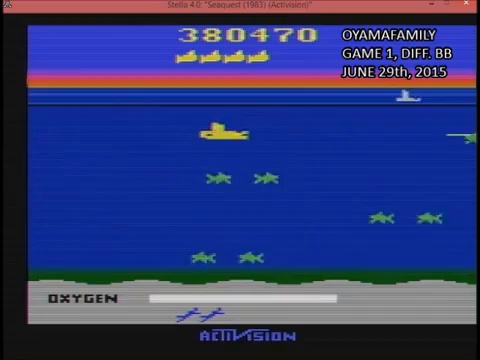 Stella 4.0: "Seaquest (1983) (Activision)"
380470
OYAMAFAMILY
GAME 1, DIFF. BB
JUNE 29th, 2015
OXYGEN
ACTIVISION